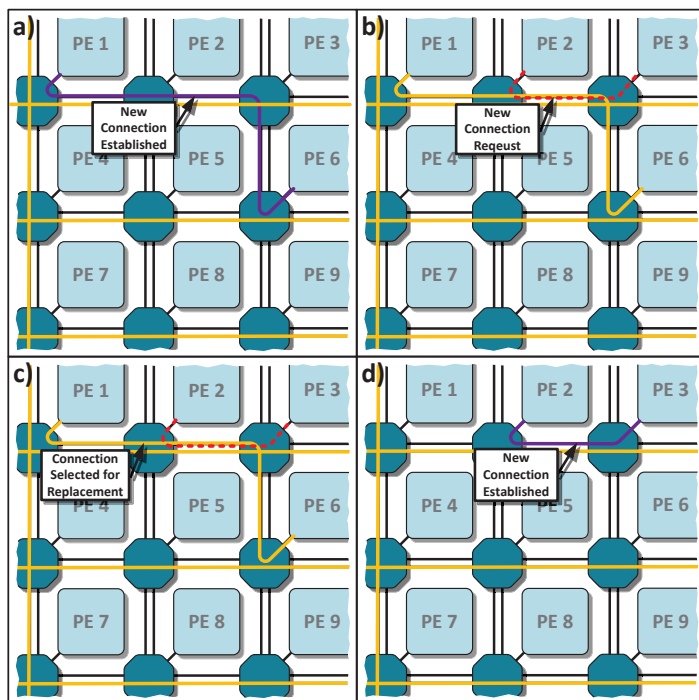 a)
PE 1
PE 2
PE 3
New
Connection
Established
PE 4
PE 5
PE 6
PE 7
PE 8
PE 9
b)
PE 1
PE 2
PE 3
New
Connection
Reqeust
PE 4
PE 5
PE 6
PE 7
PE 8
PE 9
c)
PE 1
PE 2
PE 3
Connection
Selected for
Replacement
PE 4
PE 5
PE 6
PE 7
PE 8
PE 9
d)
PE 1
PE 2
PE 3
New
Connection
Established
PE 4
PE 5
PE 6
PE 7
PE 8
PE 9